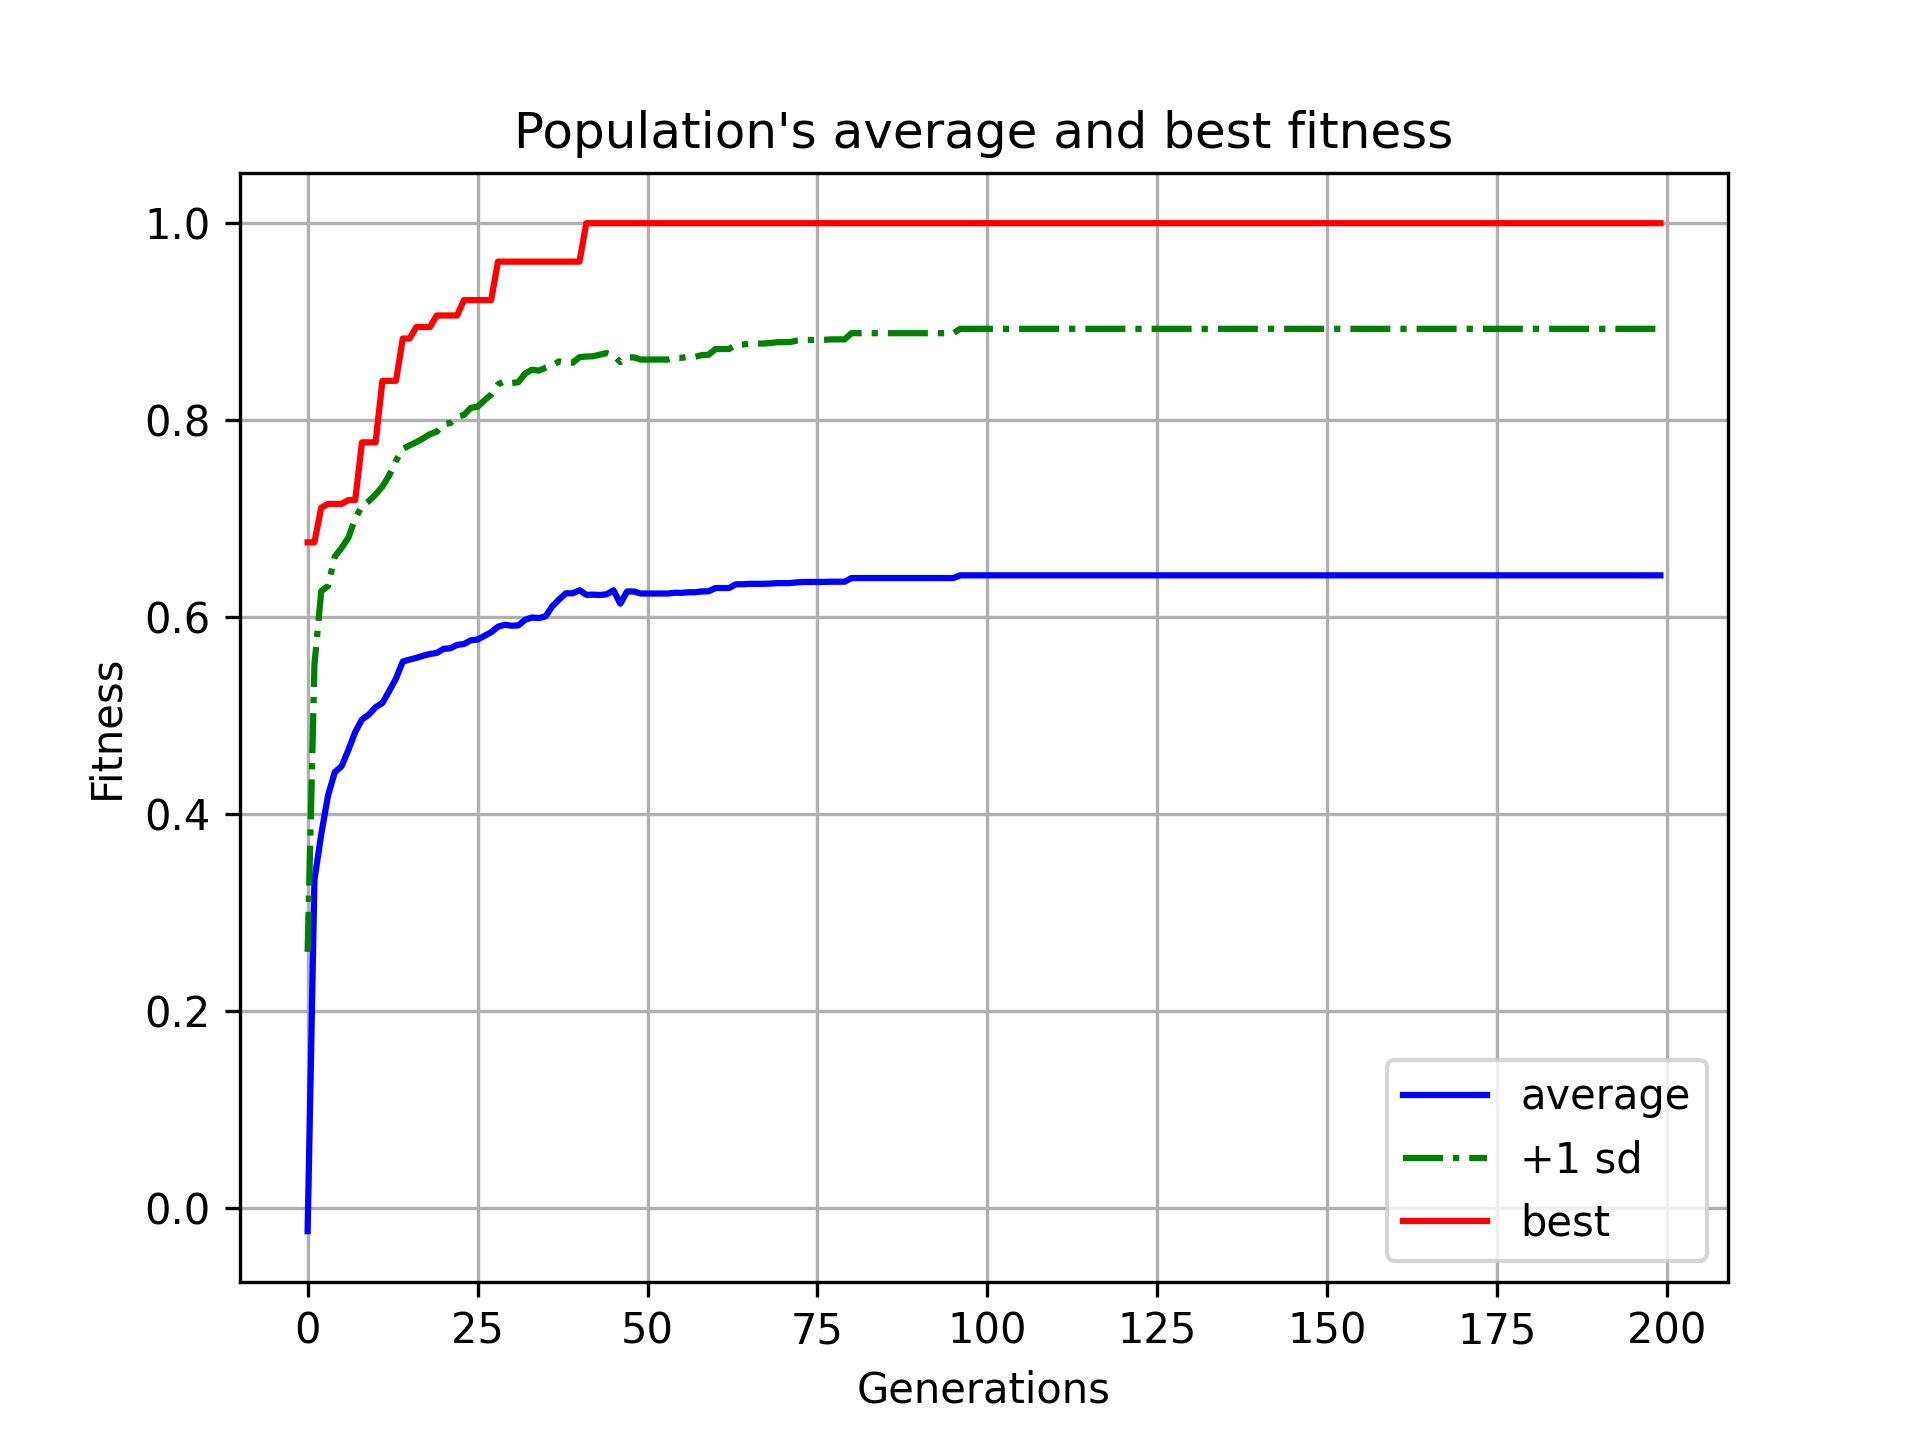 Population's average and best fitness
1.0
0.8
0.6
0.4
0.2
0.0
Fitness
average
+1 sd
best
0 25 50 75 100 125 150 175 200
Generations